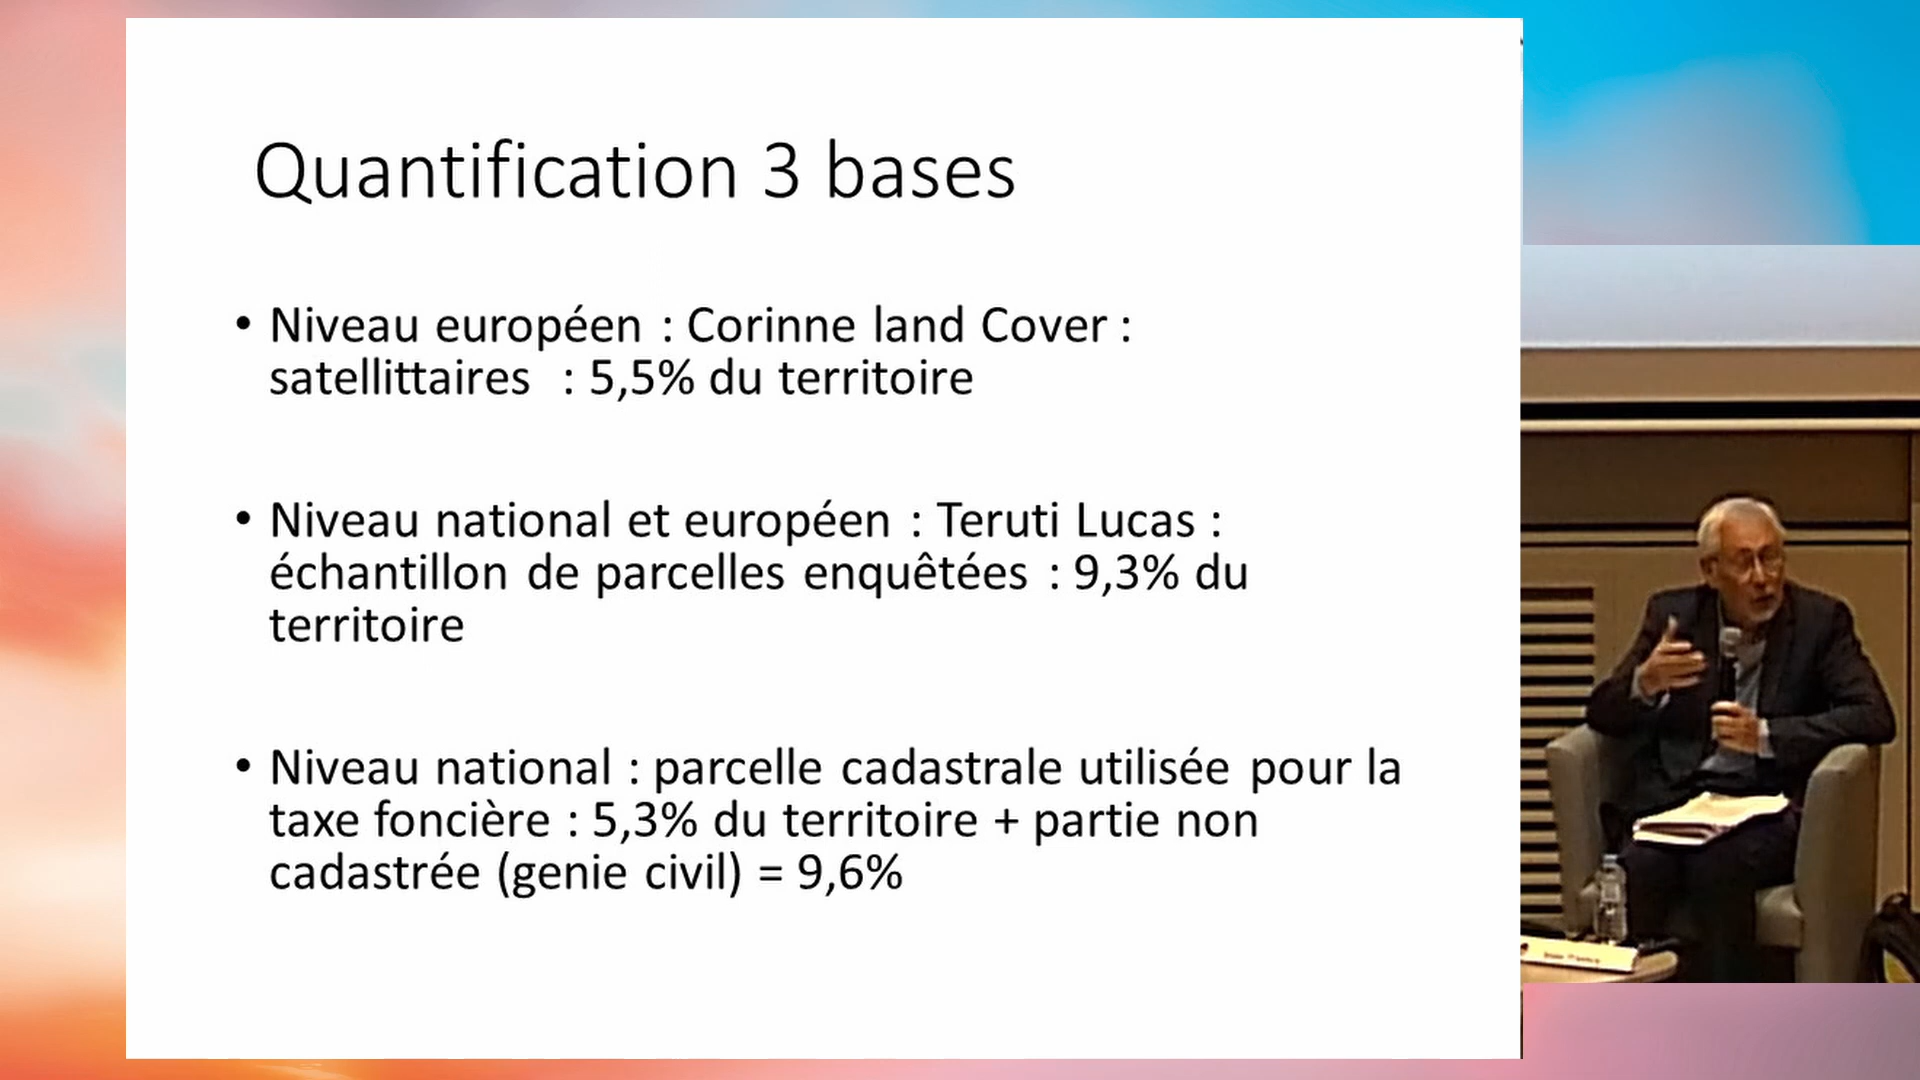 Quantification 3 bases
• Niveau européen : Corinne land Cover :
satellittaires : 5,5% du territoire
• Niveau national et européen : Teruti Lucas :
échantillon de parcelles enquêtées : 9,3% du
territoire
• Niveau national : parcelle cadastrale utilisée pour la
taxe foncière : 5,3% du territoire + partie non
cadastrée (genie civil) = 9,6%